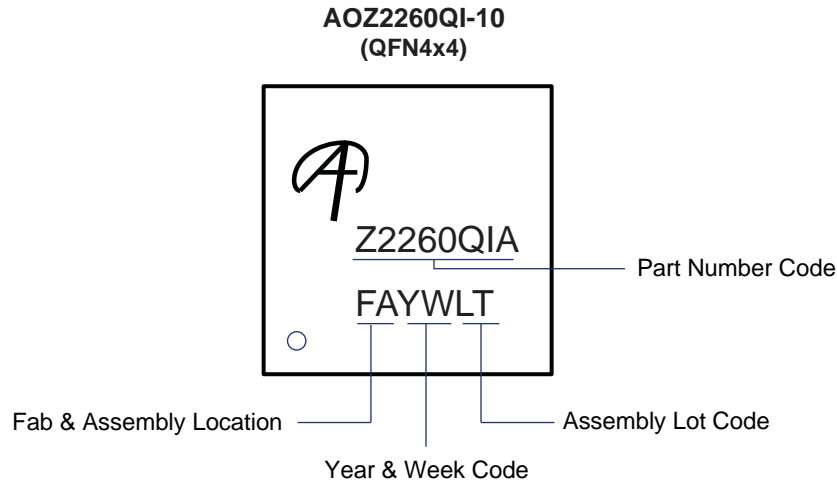 AOZ2260QI-10
(QFN4x4)
Z2260QIA
Part Number Code
FAYWLT
Fab & Assembly Location
Assembly Lot Code
Year & Week Code